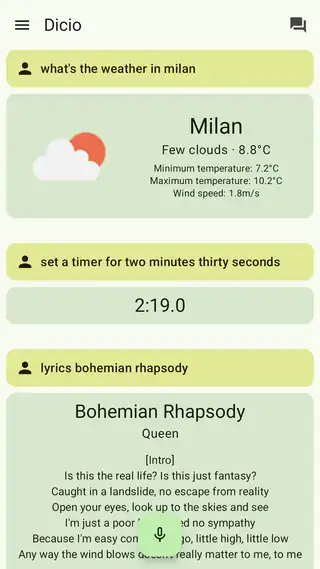 Dicio
what's the weather in milan
Milan
Few clouds · 8.8°C
Minimum temperature: 7.2°C
Maximum temperature: 10.2°C
Wind speed: 1.8m/s
set a timer for two minutes thirty seconds
2:19.0
lyrics bohemian rhapsody
Bohemian Rhapsody
Queen
[Intro]
Is this the real life? Is this just fantasy?
Caught in a landslide, no escape from reality
Open your eyes, look up to the skies and see
I'm just a poor ed no sympathy
Because I'm easy com go, little high, little low
Any way the wind blows doesn't really matter to me, to me